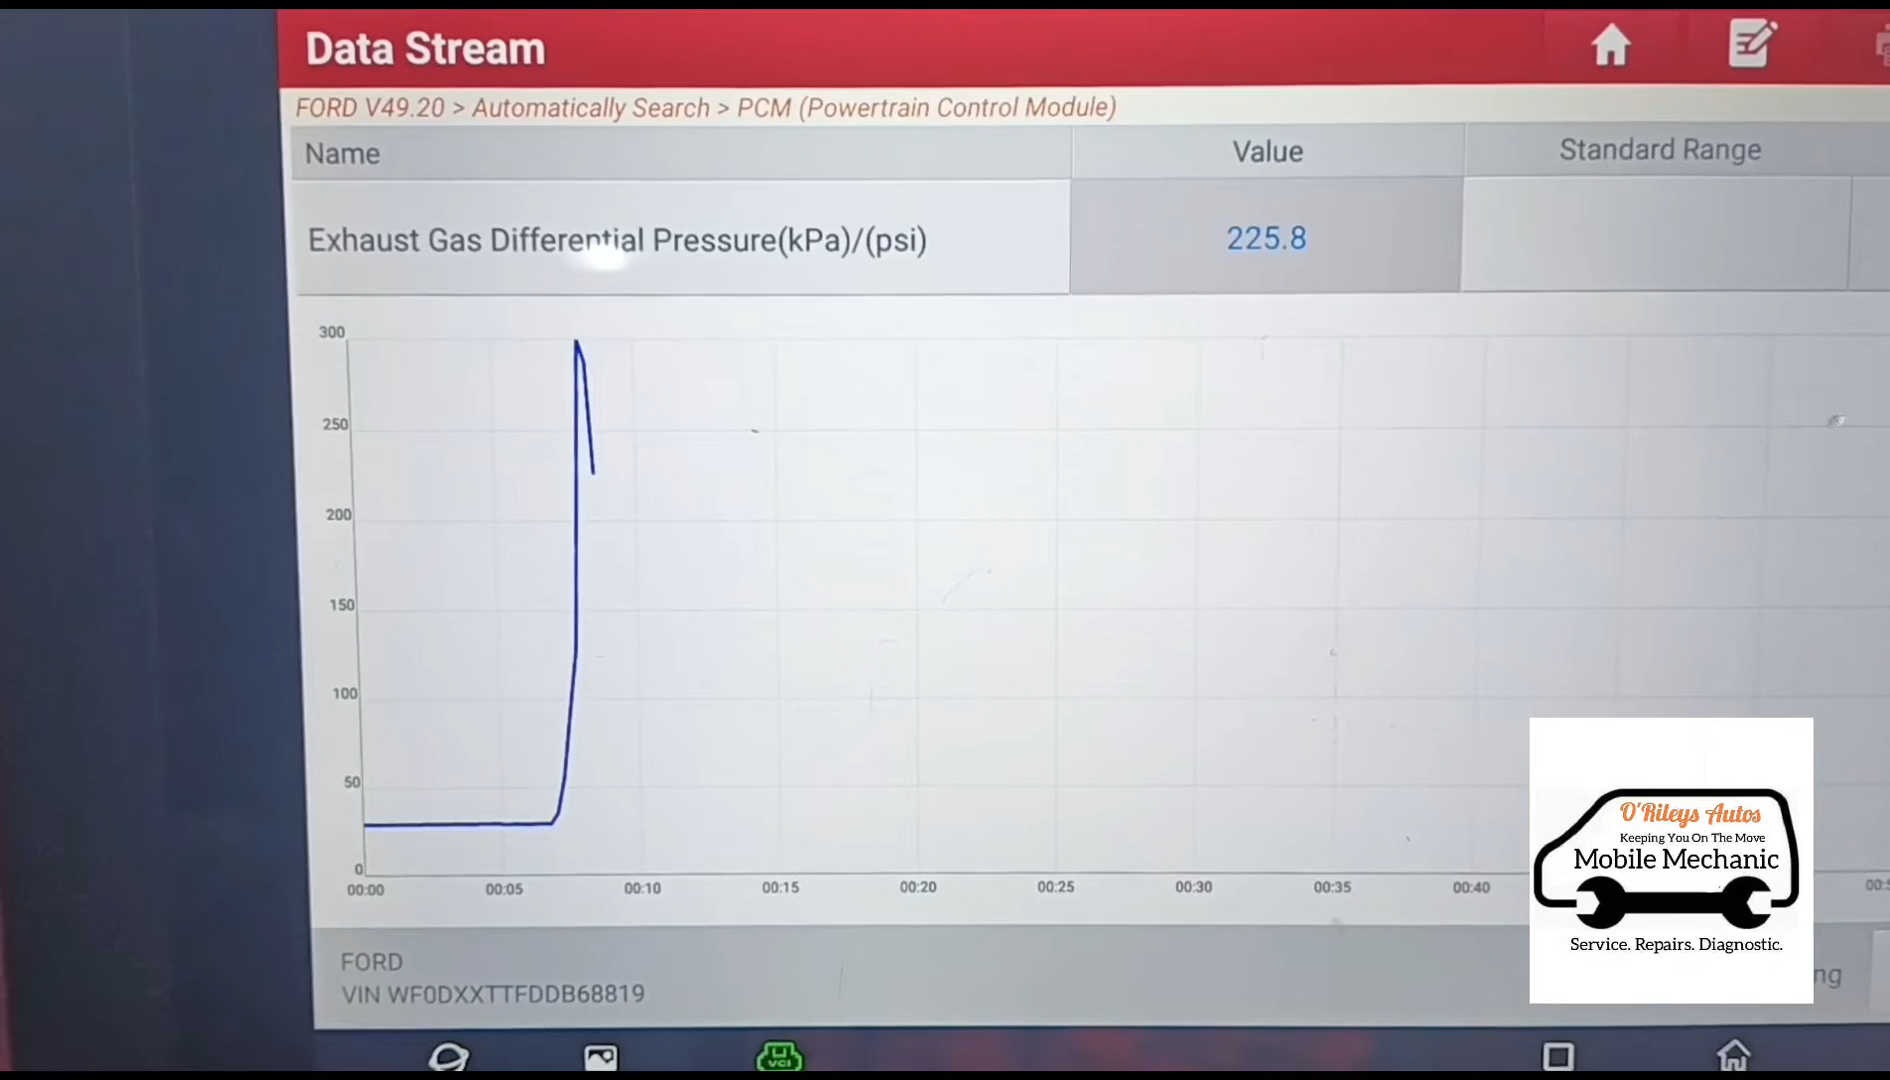 Data Stream
FORD V49.20 > Automatically Search > PCM (Powertrain Control Module)
Name Value Standard Range
Exhaust Gas Differential Pressure(kPa)/(psi) 225.8
300
250
200
150
100
50
0
00:00 00:05 00:10 00:15 00:20 00:25 00:30 00:35 00:40
O'Rileys Autos
Keeping You On The Move
Mobile Mechanic
Service. Repairs. Diagnostic.
FORD
VIN WF0DXXTTFDDB68819
VCI